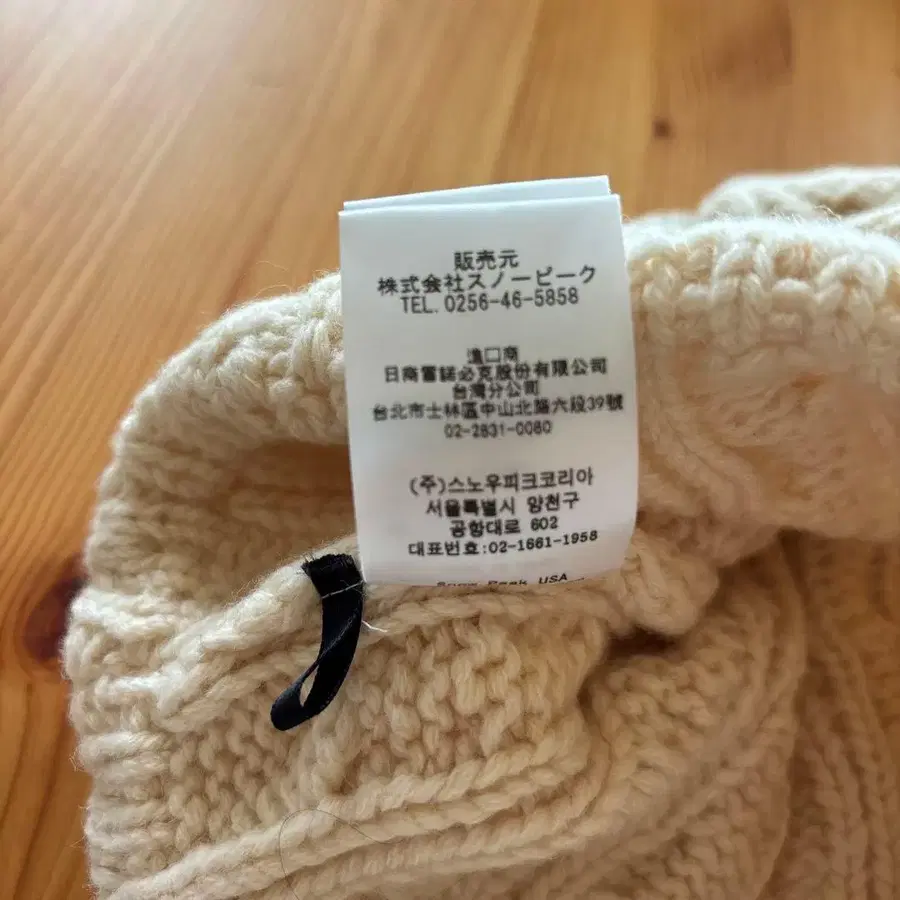 販売元
株式会社スノーピーク
TEL. 0256-46-5858
進口商
日商雪諾必克股份有限公司
台灣分公司
台北市士林區中山北路六段39號
02-2831-0080
(주)스노우피크코리아
서울특별시 양천구
공항대로 602
대표번호:02-1661-1958
Snow Peak USA